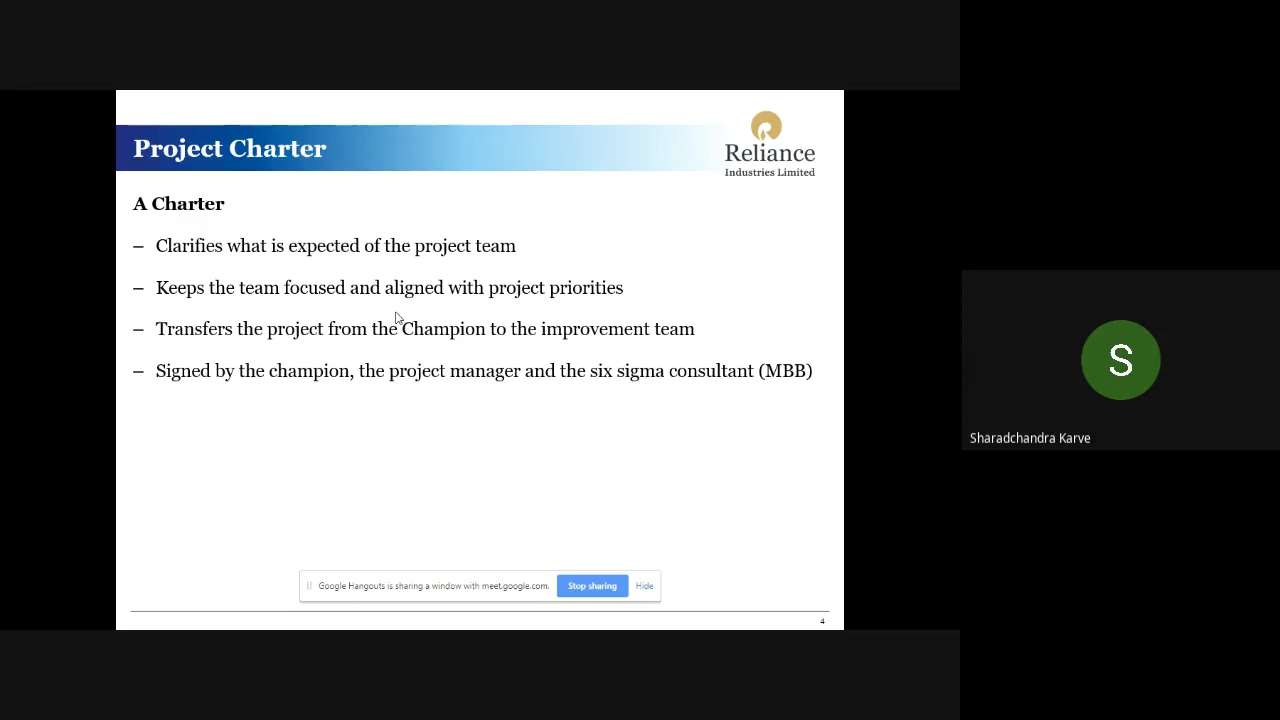 Project Charter
Reliance
Industries Limited
A Charter
– Clarifies what is expected of the project team
– Keeps the team focused and aligned with project priorities
– Transfers the project from the Champion to the improvement team
– Signed by the champion, the project manager and the six sigma consultant (MBB)
S
Sharadchandra Karve
Google Hangouts is sharing a window with meet.google.com. Stop sharing Hide
4